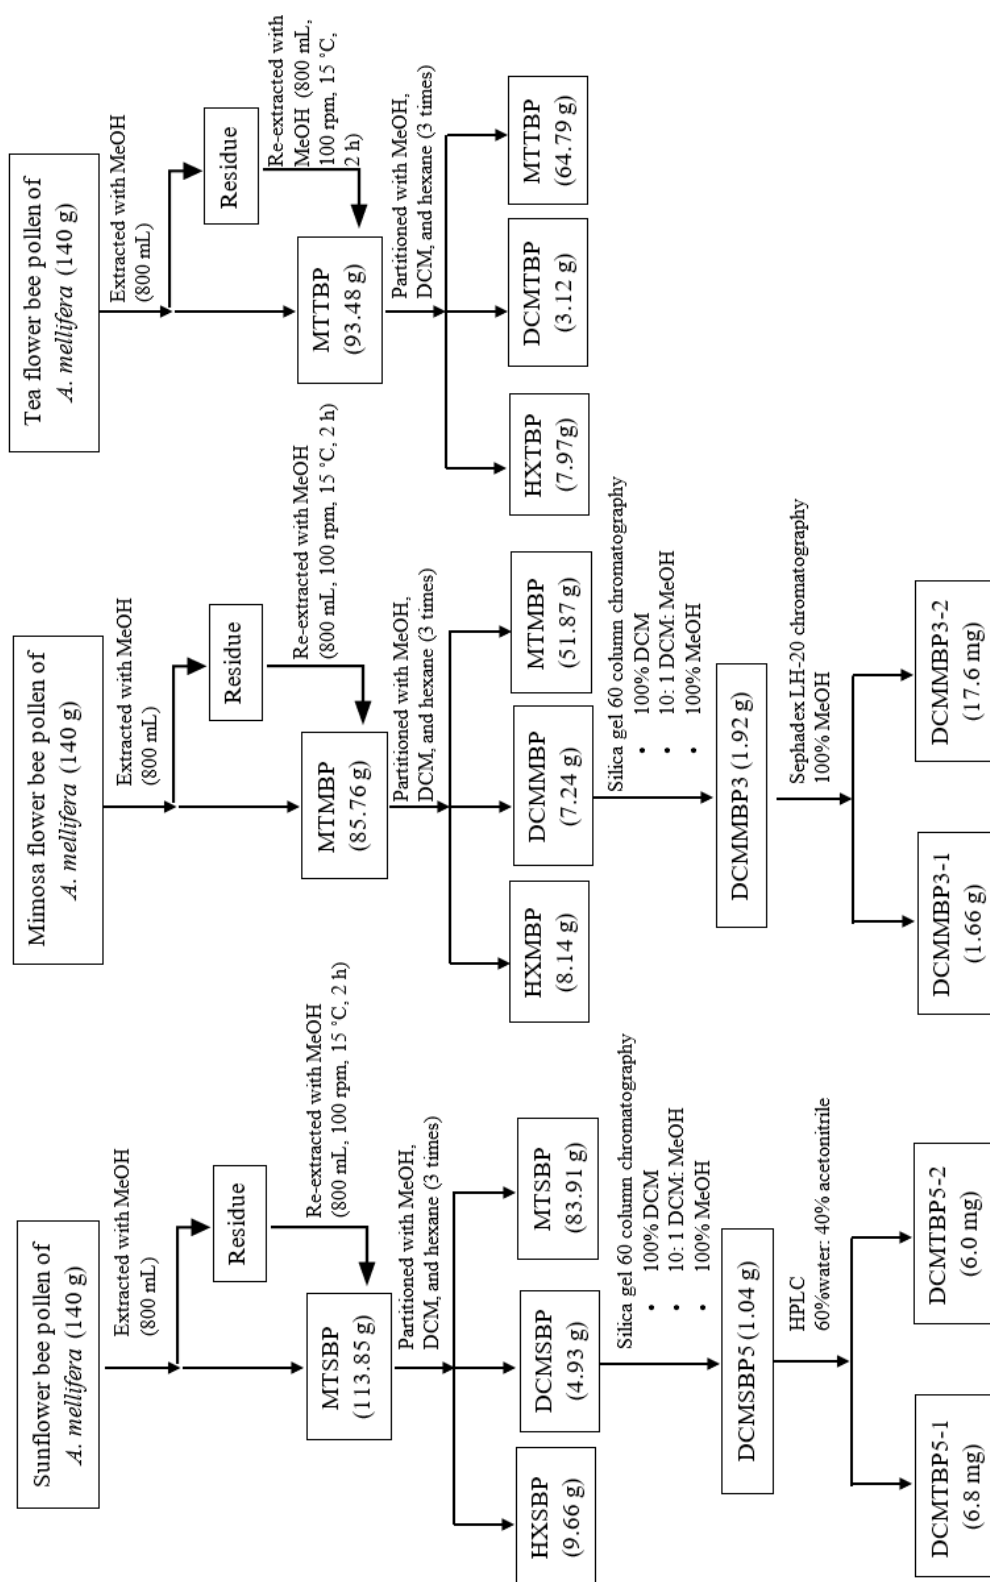 Sunflower bee pollen of
A. mellifera (140 g)
Extracted with MeOH
(800 mL)
Residue
Re-extracted with MeOH
(800 mL, 100 rpm, 15 °C, 2 h)
MTSBP
(113.85 g)
Partitioned with MeOH,
DCM, and hexane (3 times)
HXSBP
(9.66 g)
DCMSBP
(4.93 g)
MTSBP
(83.91 g)
Silica gel 60 column chromatography
• 100% DCM
• 10: 1 DCM: MeOH
• 100% MeOH
DCMSBP5 (1.04 g)
HPLC
60%water: 40% acetonitrile
DCMTBP5-1
(6.8 mg)
DCMTBP5-2
(6.0 mg)
Mimosa flower bee pollen of
A. mellifera (140 g)
Extracted with MeOH
(800 mL)
Residue
Re-extracted with MeOH
(800 mL, 100 rpm, 15 °C, 2 h)
MTMBP
(85.76 g)
Partitioned with MeOH,
DCM, and hexane (3 times)
HXMBP
(8.14 g)
DCMMBP
(7.24 g)
MTMBP
(51.87 g)
Silica gel 60 column chromatography
• 100% DCM
• 10: 1 DCM: MeOH
• 100% MeOH
DCMMBP3 (1.92 g)
Sephadex LH-20 chromatography
100% MeOH
DCMMBP3-1
(1.66 g)
DCMMBP3-2
(17.6 mg)
Tea flower bee pollen of
A. mellifera (140 g)
Extracted with MeOH
(800 mL)
Residue
Re-extracted with
MeOH (800 mL,
100 rpm, 15 °C,
2 h)
MTTBP
(93.48 g)
Partitioned with MeOH,
DCM, and hexane (3 times)
HXTBP
(7.97g)
DCMTBP
(3.12 g)
MTTBP
(64.79 g)